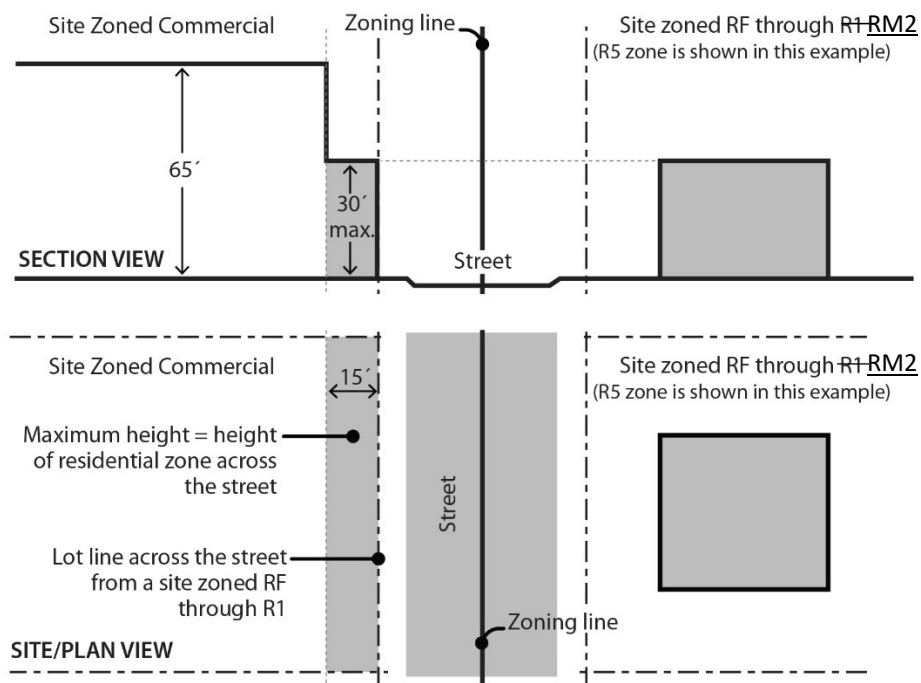 Site Zoned Commercial
Zoning line
Site zoned RF through R1 RM2
(R5 zone is shown in this example)
65´
30´
max.
SECTION VIEW
Street
Site Zoned Commercial
Site zoned RF through R1 RM2
(R5 zone is shown in this example)
15´
Maximum height = height
of residential zone across
the street
Street
Lot line across the street
from a site zoned RF
through R1
Zoning line
SITE/PLAN VIEW